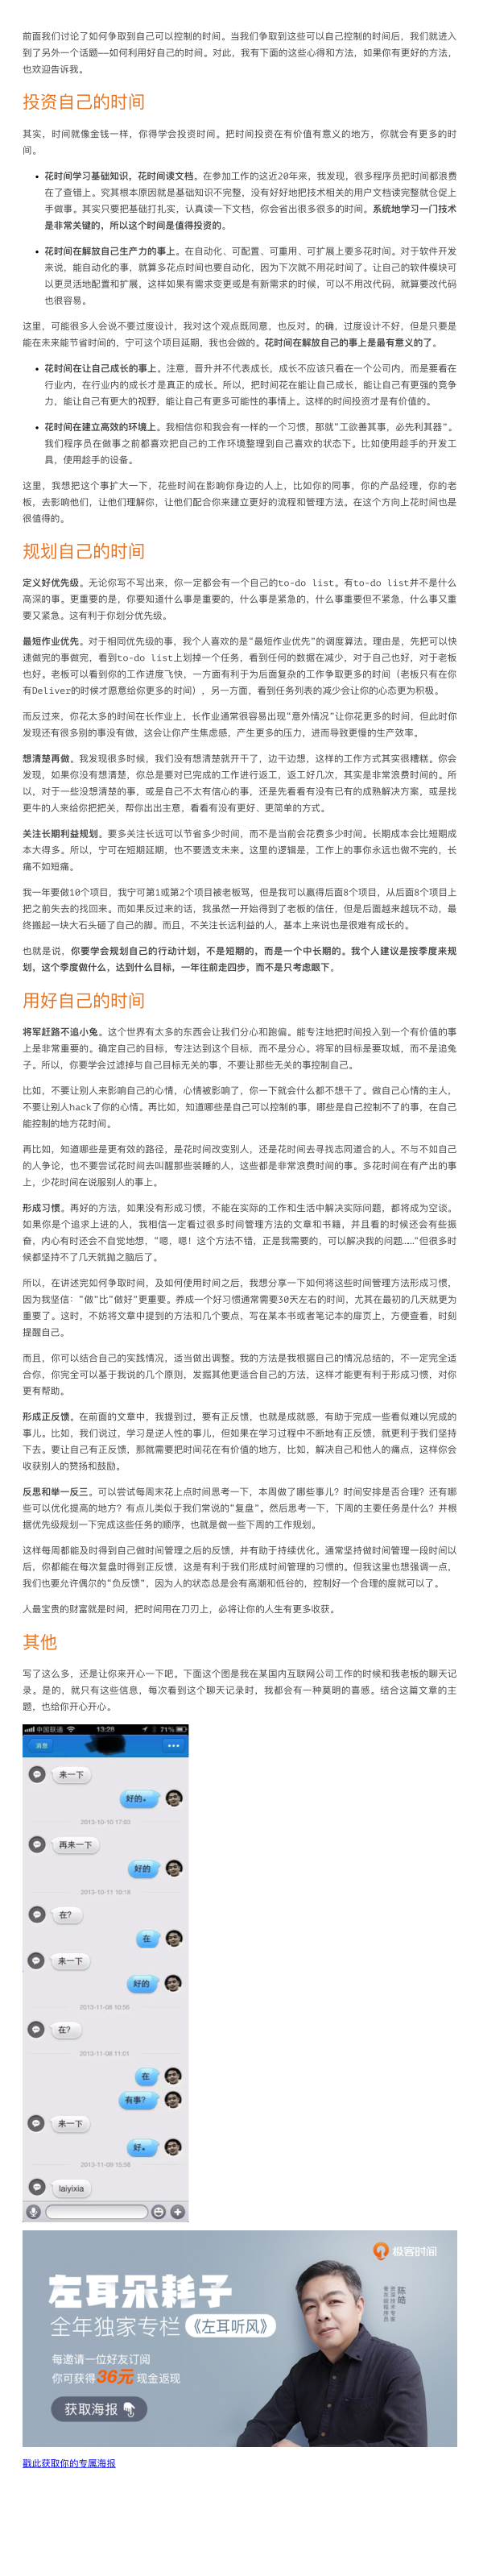 前面我们讨论了如何争取到自己可以控制的时间。当我们争取到这些可以自己控制的时间后，我们就进入
到了另外一个话题——如何利用好自己的时间。对此，我有下面的这些心得和方法，如果你有更好的方法，
也欢迎告诉我。
投资自己的时间
其实，时间就像金钱一样，你得学会投资时间。把时间投资在有价值有意义的地方，你就会有更多的时
间。
• 花时间学习基础知识，花时间读文档。在参加工作的这近20年来，我发现，很多程序员把时间都浪费
在了查错上。究其根本原因就是基础知识不完整，没有好好地把技术相关的用户文档读完整就仓促上
手做事。其实只要把基础打扎实，认真读一下文档，你会省出很多很多的时间。系统地学习一门技术
是非常关键的，所以这个时间是值得投资的。
• 花时间在解放自己生产力的事上。在自动化、可配置、可重用、可扩展上要多花时间。对于软件开发
来说，能自动化的事，就算多花点时间也要自动化，因为下次就不用花时间了。让自己的软件模块可
以更灵活地配置和扩展，这样如果有需求变更或是有新需求的时候，可以不用改代码，就算要改代码
也很容易。
这里，可能很多人会说不要过度设计，我对这个观点既同意，也反对。的确，过度设计不好，但是只要是
能在未来能节省时间的，宁可这个项目延期，我也会做的。花时间在解放自己的事上是最有意义的了。
• 花时间在让自己成长的事上。注意，晋升并不代表成长，成长不应该只看在一个公司内，而是要看在
行业内，在行业内的成长才是真正的成长。所以，把时间花在能让自己成长，能让自己有更强的竞争
力，能让自己有更大的视野，能让自己有更多可能性的事情上。这样的时间投资才是有价值的。
• 花时间在建立高效的环境上。我相信你和我会有一样的一个习惯，那就"工欲善其事，必先利其器"。
我们程序员在做事之前都喜欢把自己的工作环境整理到自己喜欢的状态下。比如使用趁手的开发工
具，使用趁手的设备。
这里，我想把这个事扩大一下，花些时间在影响你身边的人上，比如你的同事，你的产品经理，你的老
板，去影响他们，让他们理解你，让他们配合你来建立更好的流程和管理方法。在这个方向上花时间也是
很值得的。
规划自己的时间
定义好优先级。无论你写不写出来，你一定都会有一个自己的to-do list。有to-do list并不是什么
高深的事。更重要的是，你要知道什么事是重要的，什么事是紧急的，什么事重要但不紧急，什么事又重
要又紧急。这有利于你划分优先级。
最短作业优先。对于相同优先级的事，我个人喜欢的是"最短作业优先"的调度算法。理由是，先把可以快
速做完的事做完，看到to-do list上划掉一个任务，看到任何的数据在减少，对于自己也好，对于老板
也好。老板可以看到你的工作进度飞快，一方面有利于为后面复杂的工作争取更多的时间（老板只有在你
有Deliver的时候才愿意给你更多的时间），另一方面，看到任务列表的减少会让你的心态更为积极。
而反过来，你花太多的时间在长作业上，长作业通常很容易出现"意外情况"让你花更多的时间，但此时你
发现还有很多别的事没有做，这会让你产生焦虑感，产生更多的压力，进而导致更慢的生产效率。
想清楚再做。我发现很多时候，我们没有想清楚就开干了，边干边想，这样的工作方式其实很糟糕。你会
发现，如果你没有想清楚，你总是要对已完成的工作进行返工，返工好几次，其实是非常浪费时间的。所
以，对于一些没想清楚的事，或是自己不太有信心的事，还是先看看有没有已有的成熟解决方案，或是找
更牛的人来给你把把关，帮你出出主意，看看有没有更好、更简单的方式。
关注长期利益规划。要多关注长远可以节省多少时间，而不是当前会花费多少时间。长期成本会比短期成
本大得多。所以，宁可在短期延期，也不要透支未来。这里的逻辑是，工作上的事你永远也做不完的，长
痛不如短痛。
我一年要做10个项目，我宁可第1或第2个项目被老板骂，但是我可以赢得后面8个项目，从后面8个项目上
把之前失去的找回来。而如果反过来的话，我虽然一开始得到了老板的信任，但是后面越来越玩不动，最
终搬起一块大石头砸了自己的脚。而且，不关注长远利益的人，基本上来说也是很难有成长的。
也就是说，你要学会规划自己的行动计划，不是短期的，而是一个中长期的。我个人建议是按季度来规
划，这个季度做什么，达到什么目标，一年往前走四步，而不是只考虑眼下。
用好自己的时间
将军赶路不追小兔。这个世界有太多的东西会让我们分心和跑偏。能专注地把时间投入到一个有价值的事
上是非常重要的。确定自己的目标，专注达到这个目标，而不是分心。将军的目标是要攻城，而不是追兔
子。所以，你要学会过滤掉与自己目标无关的事，不要让那些无关的事控制自己。
比如，不要让别人来影响自己的心情，心情被影响了，你一下就会什么都不想干了。做自己心情的主人，
不要让别人hack了你的心情。再比如，知道哪些是自己可以控制的事，哪些是自己控制不了的事，在自己
能控制的地方花时间。
再比如，知道哪些是更有效的路径，是花时间改变别人，还是花时间去寻找志同道合的人。不与不如自己
的人争论，也不要尝试花时间去叫醒那些装睡的人，这些都是非常浪费时间的事。多花时间在有产出的事
上，少花时间在说服别人的事上。
形成习惯。再好的方法，如果没有形成习惯，不能在实际的工作和生活中解决实际问题，都将成为空谈。
如果你是个追求上进的人，我相信一定看过很多时间管理方法的文章和书籍，并且看的时候还会有些振
奋，内心有时还会不自觉地想，"嗯，嗯！这个方法不错，正是我需要的，可以解决我的问题……"但很多时
候都坚持不了几天就抛之脑后了。
所以，在讲述完如何争取时间，及如何使用时间之后，我想分享一下如何将这些时间管理方法形成习惯，
因为我坚信："做"比"做好"更重要。养成一个好习惯通常需要30天左右的时间，尤其在最初的几天就更为
重要了。这时，不妨将文章中提到的方法和几个要点，写在某本书或者笔记本的扉页上，方便查看，时刻
提醒自己。
而且，你可以结合自己的实践情况，适当做出调整。我的方法是我根据自己的情况总结的，不一定完全适
合你，你完全可以基于我说的几个原则，发掘其他更适合自己的方法，这样才能更有利于形成习惯，对你
更有帮助。
形成正反馈。在前面的文章中，我提到过，要有正反馈，也就是成就感，有助于完成一些看似难以完成的
事儿。比如，我们说过，学习是逆人性的事儿，但如果在学习过程中不断地有正反馈，就更利于我们坚持
下去。要让自己有正反馈，那就需要把时间花在有价值的地方，比如，解决自己和他人的痛点，这样你会
收获别人的赞扬和鼓励。
反思和举一反三。可以尝试每周末花上点时间思考一下，本周做了哪些事儿？时间安排是否合理？还有哪
些可以优化提高的地方？有点儿类似于我们常说的"复盘"。然后思考一下，下周的主要任务是什么？并根
据优先级规划一下完成这些任务的顺序，也就是做一些下周的工作规划。
这样每周都能及时得到自己做时间管理之后的反馈，并有助于持续优化。通常坚持做时间管理一段时间以
后，你都能在每次复盘时得到正反馈，这是有利于我们形成时间管理的习惯的。但我这里也想强调一点，
我们也要允许偶尔的"负反馈"，因为人的状态总是会有高潮和低谷的，控制好一个合理的度就可以了。
人最宝贵的财富就是时间，把时间用在刀刃上，必将让你的人生有更多收获。
其他
写了这么多，还是让你来开心一下吧。下面这个图是我在某国内互联网公司工作的时候和我老板的聊天记
录。是的，就只有这些信息，每次看到这个聊天记录时，我都会有一种莫明的喜感。结合这篇文章的主
题，也给你开心开心。
中国联通 13:28 71%
消息
来一下
好的。
2013-10-10 17:02
再来一下
好的
2013-10-11 10:18
在?
在
来一下
好的
2013-11-08 10:56
在?
2013-11-08 11:01
在
有事?
来一下
好。
2013-11-09 15:58
laiyixia
极客时间
陈皓
资深技术专家
骨灰级程序员
左耳朵耗子
全年独家专栏《左耳听风》
每邀请一位好友订阅
你可获得36元 现金返现
获取海报
戳此获取你的专属海报